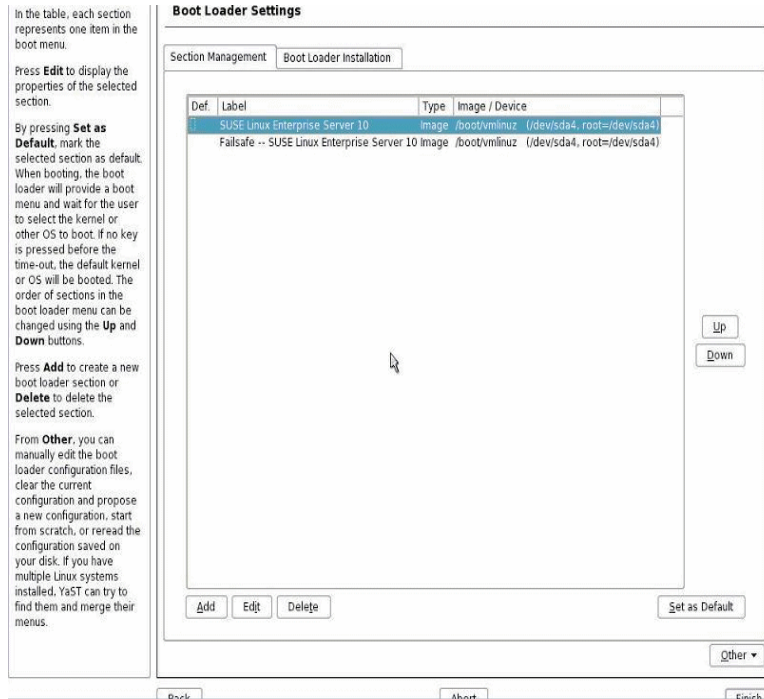 In the table, each section
represents one item in the
boot menu.
Press Edit to display the
properties of the selected
section.
By pressing Set as
Default, mark the
selected section as default.
When booting, the boot
loader will provide a boot
menu and wait for the user
to select the kernel or
other OS to boot. If no key
is pressed before the
time-out, the default kernel
or OS will be booted. The
order of sections in the
boot loader menu can be
changed using the Up and
Down buttons.
Press Add to create a new
boot loader section or
Delete to delete the
selected section.
From Other, you can
manually edit the boot
loader configuration files,
clear the current
configuration and propose
a new configuration, start
from scratch, or reread the
configuration saved on
your disk. If you have
multiple Linux systems
installed, YaST can try to
find them and merge their
menus.
Boot Loader Settings
Section Management Boot Loader Installation
Def. Label Type Image / Device
SUSE Linux Enterprise Server 10 Image /boot/vmlinuz (/dev/sda4, root=/dev/sda4)
Failsafe -- SUSE Linux Enterprise Server 10 Image /boot/vmlinuz (/dev/sda4, root=/dev/sda4)
Up
Down
Add Edit Delete Set as Default
Other
Back Abort Finish